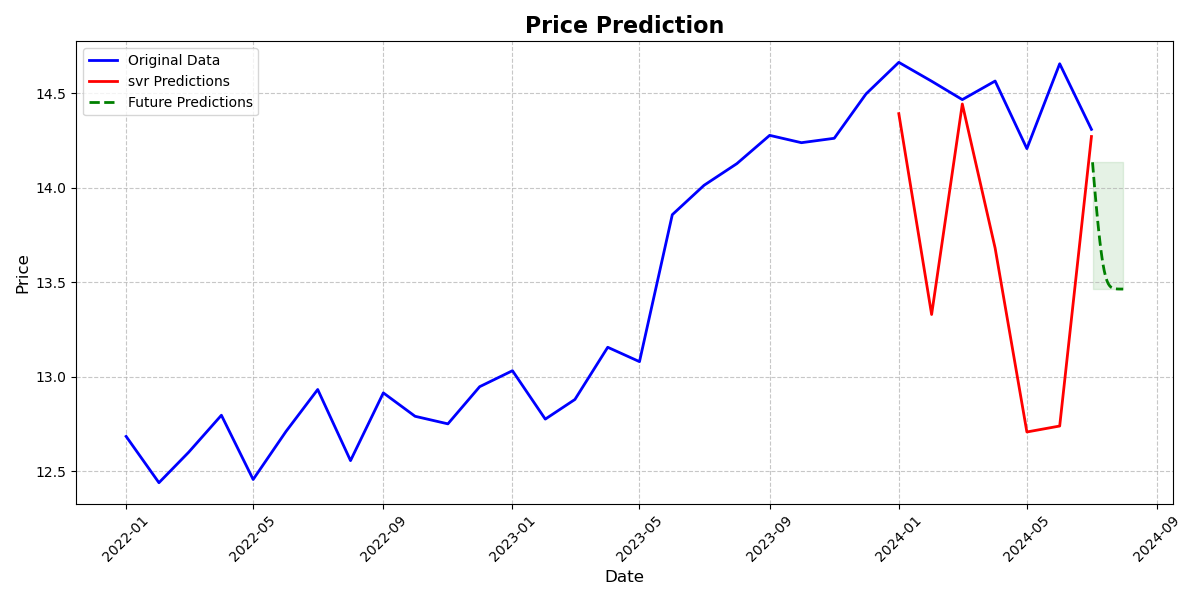 Price Prediction
Original Data
svr Predictions
Future Predictions
Price
14.5
14.0
13.5
13.0
12.5
2022-01
2022-05
2022-09
2023-01
2023-05
2023-09
2024-01
2024-05
2024-09
Date